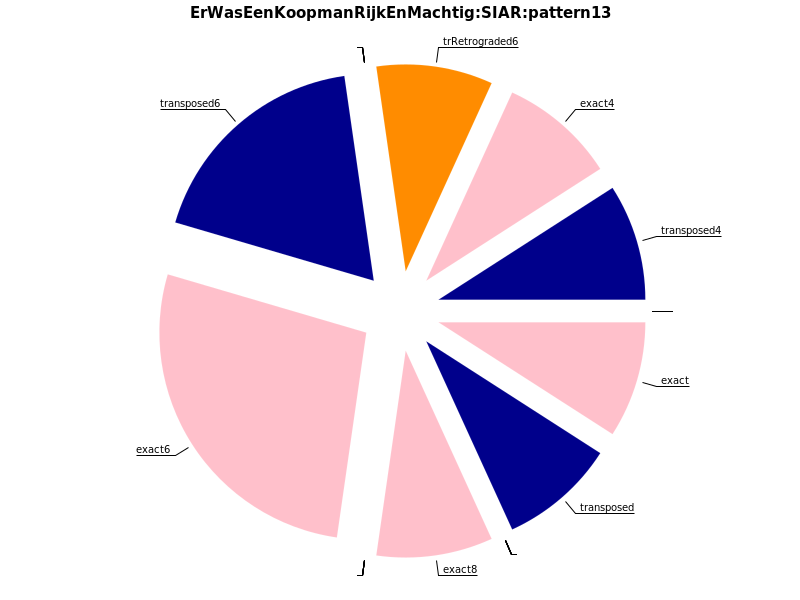 ErWasEenKoopmanRijkEnMachtig:SIAR:pattern13
trRetrograded6
transposed6
exact4
transposed4
exact
exact6
transposed
exact8